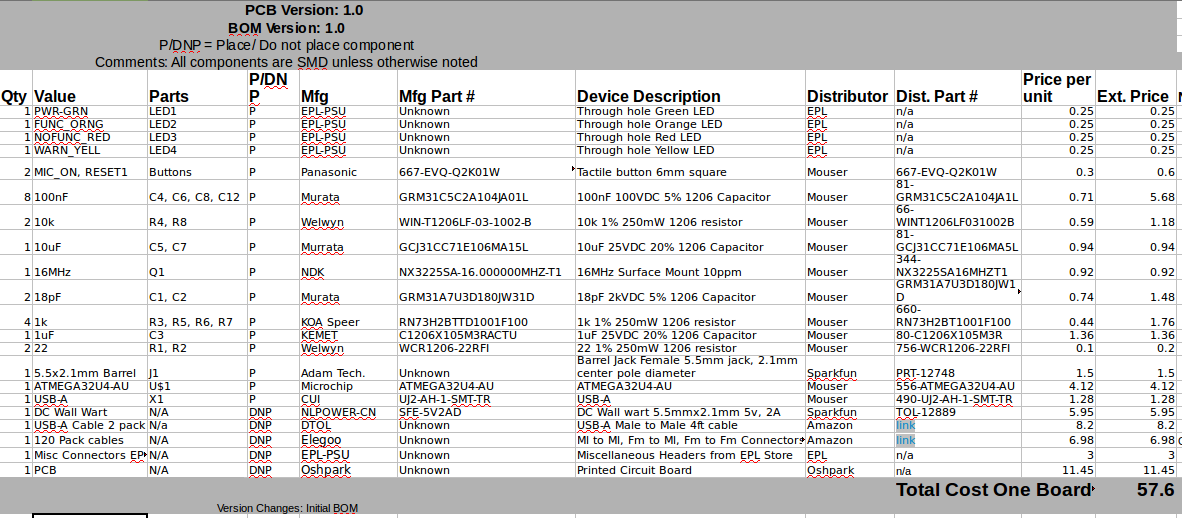 PCB Version: 1.0
BOM Version: 1.0
P/DNP = Place/ Do not place component
Comments: All components are SMD unless otherwise noted
Qty Value Parts P/DN P Mfg Mfg Part # Device Description Distributor Dist. Part # Price per unit Ext. Price
1 PWR-GRN LED1 P EPL-PSU Unknown Through hole Green LED EPL n/a 0.25 0.25
1 FUNC_ORNG LED2 P EPL-PSU Unknown Through hole Orange LED EPL n/a 0.25 0.25
1 NOFUNC_RED LED3 P EPL-PSU Unknown Through hole Red LED EPL n/a 0.25 0.25
1 WARN_YELL LED4 P EPL-PSU Unknown Through hole Yellow LED EPL n/a 0.25 0.25
2 MIC_ON, RESET1 Buttons P Panasonic 667-EVQ-Q2K01W Tactile button 6mm square Mouser 667-EVQ-Q2K01W 0.3 0.6
8 100nF C4, C6, C8, C12 P Murata GRM31C5C2A104JA01L 100nF 100VDC 5% 1206 Capacitor Mouser 81-GRM31C5C2A104JA01L 0.71 5.68
2 10k R4, R8 P Welwyn WIN-T1206LF-03-1002-B 10k 1% 250mW 1206 resistor Mouser 66-WINT1206LF031002B 0.59 1.18
1 10uF C5, C7 P Murrata GCJ31CC71E106MA15L 10uF 25VDC 20% 1206 Capacitor Mouser 81-GCJ31CC71E106MA5L 0.94 0.94
1 16MHz Q1 P NDK NX3225SA-16.000000MHZ-T1 16MHz Surface Mount 10ppm Mouser 344-NX3225SA16MHZT1 0.92 0.92
2 18pF C1, C2 P Murata GRM31A7U3D180JW31D 18pF 2kVDC 5% 1206 Capacitor Mouser GRM31A7U3D180JW1D 0.74 1.48
4 1k R3, R5, R6, R7 P KOA Speer RN73H2BTTD1001F100 1k 1% 250mW 1206 resistor Mouser 660-RN73H2BT1001F100 0.44 1.76
1 1uF C3 P KEMET C1206X105M3RACTU 1uF 25VDC 20% 1206 Capacitor Mouser 80-C1206X105M3R 1.36 1.36
2 22 R1, R2 P Welwyn WCR1206-22RFI 22 1% 250mW 1206 resistor Mouser 756-WCR1206-22RFI 0.1 0.2
1 5.5x2.1mm Barrel J1 P Adam Tech. Unknown Barrel Jack Female 5.5mm jack, 2.1mm center pole diameter Sparkfun PRT-12748 1.5 1.5
1 ATMEGA32U4-AU U$1 P Microchip ATMEGA32U4-AU ATMEGA32U4-AU Mouser 556-ATMEGA32U4-AU 4.12 4.12
1 USB-A X1 P CUI UJ2-AH-1-SMT-TR USB-A Mouser 490-UJ2-AH-1-SMT-TR 1.28 1.28
1 DC Wall Wart N/A DNP NLPOWER-CN SFE-5V2AD DC Wall wart 5.5mmx2.1mm 5v, 2A Sparkfun TOL-12889 5.95 5.95
1 USB-A Cable 2 pack N/A DNP DTOL Unknown USB-A Male to Male 4ft cable Amazon link 8.2 8.2
1 120 Pack cables N/A DNP Elegoo Unknown Ml to Ml, Fm to Ml, Fm to Fm Connectors Amazon link 6.98 6.98
1 Misc Connectors N/A DNP EPL-PSU Unknown Miscellaneous Headers from EPL Store EPL n/a 3 3
1 PCB N/A DNP Oshpark Unknown Printed Circuit Board Oshpark n/a 11.45 11.45
Total Cost One Board 57.6
Version Changes: Initial BOM